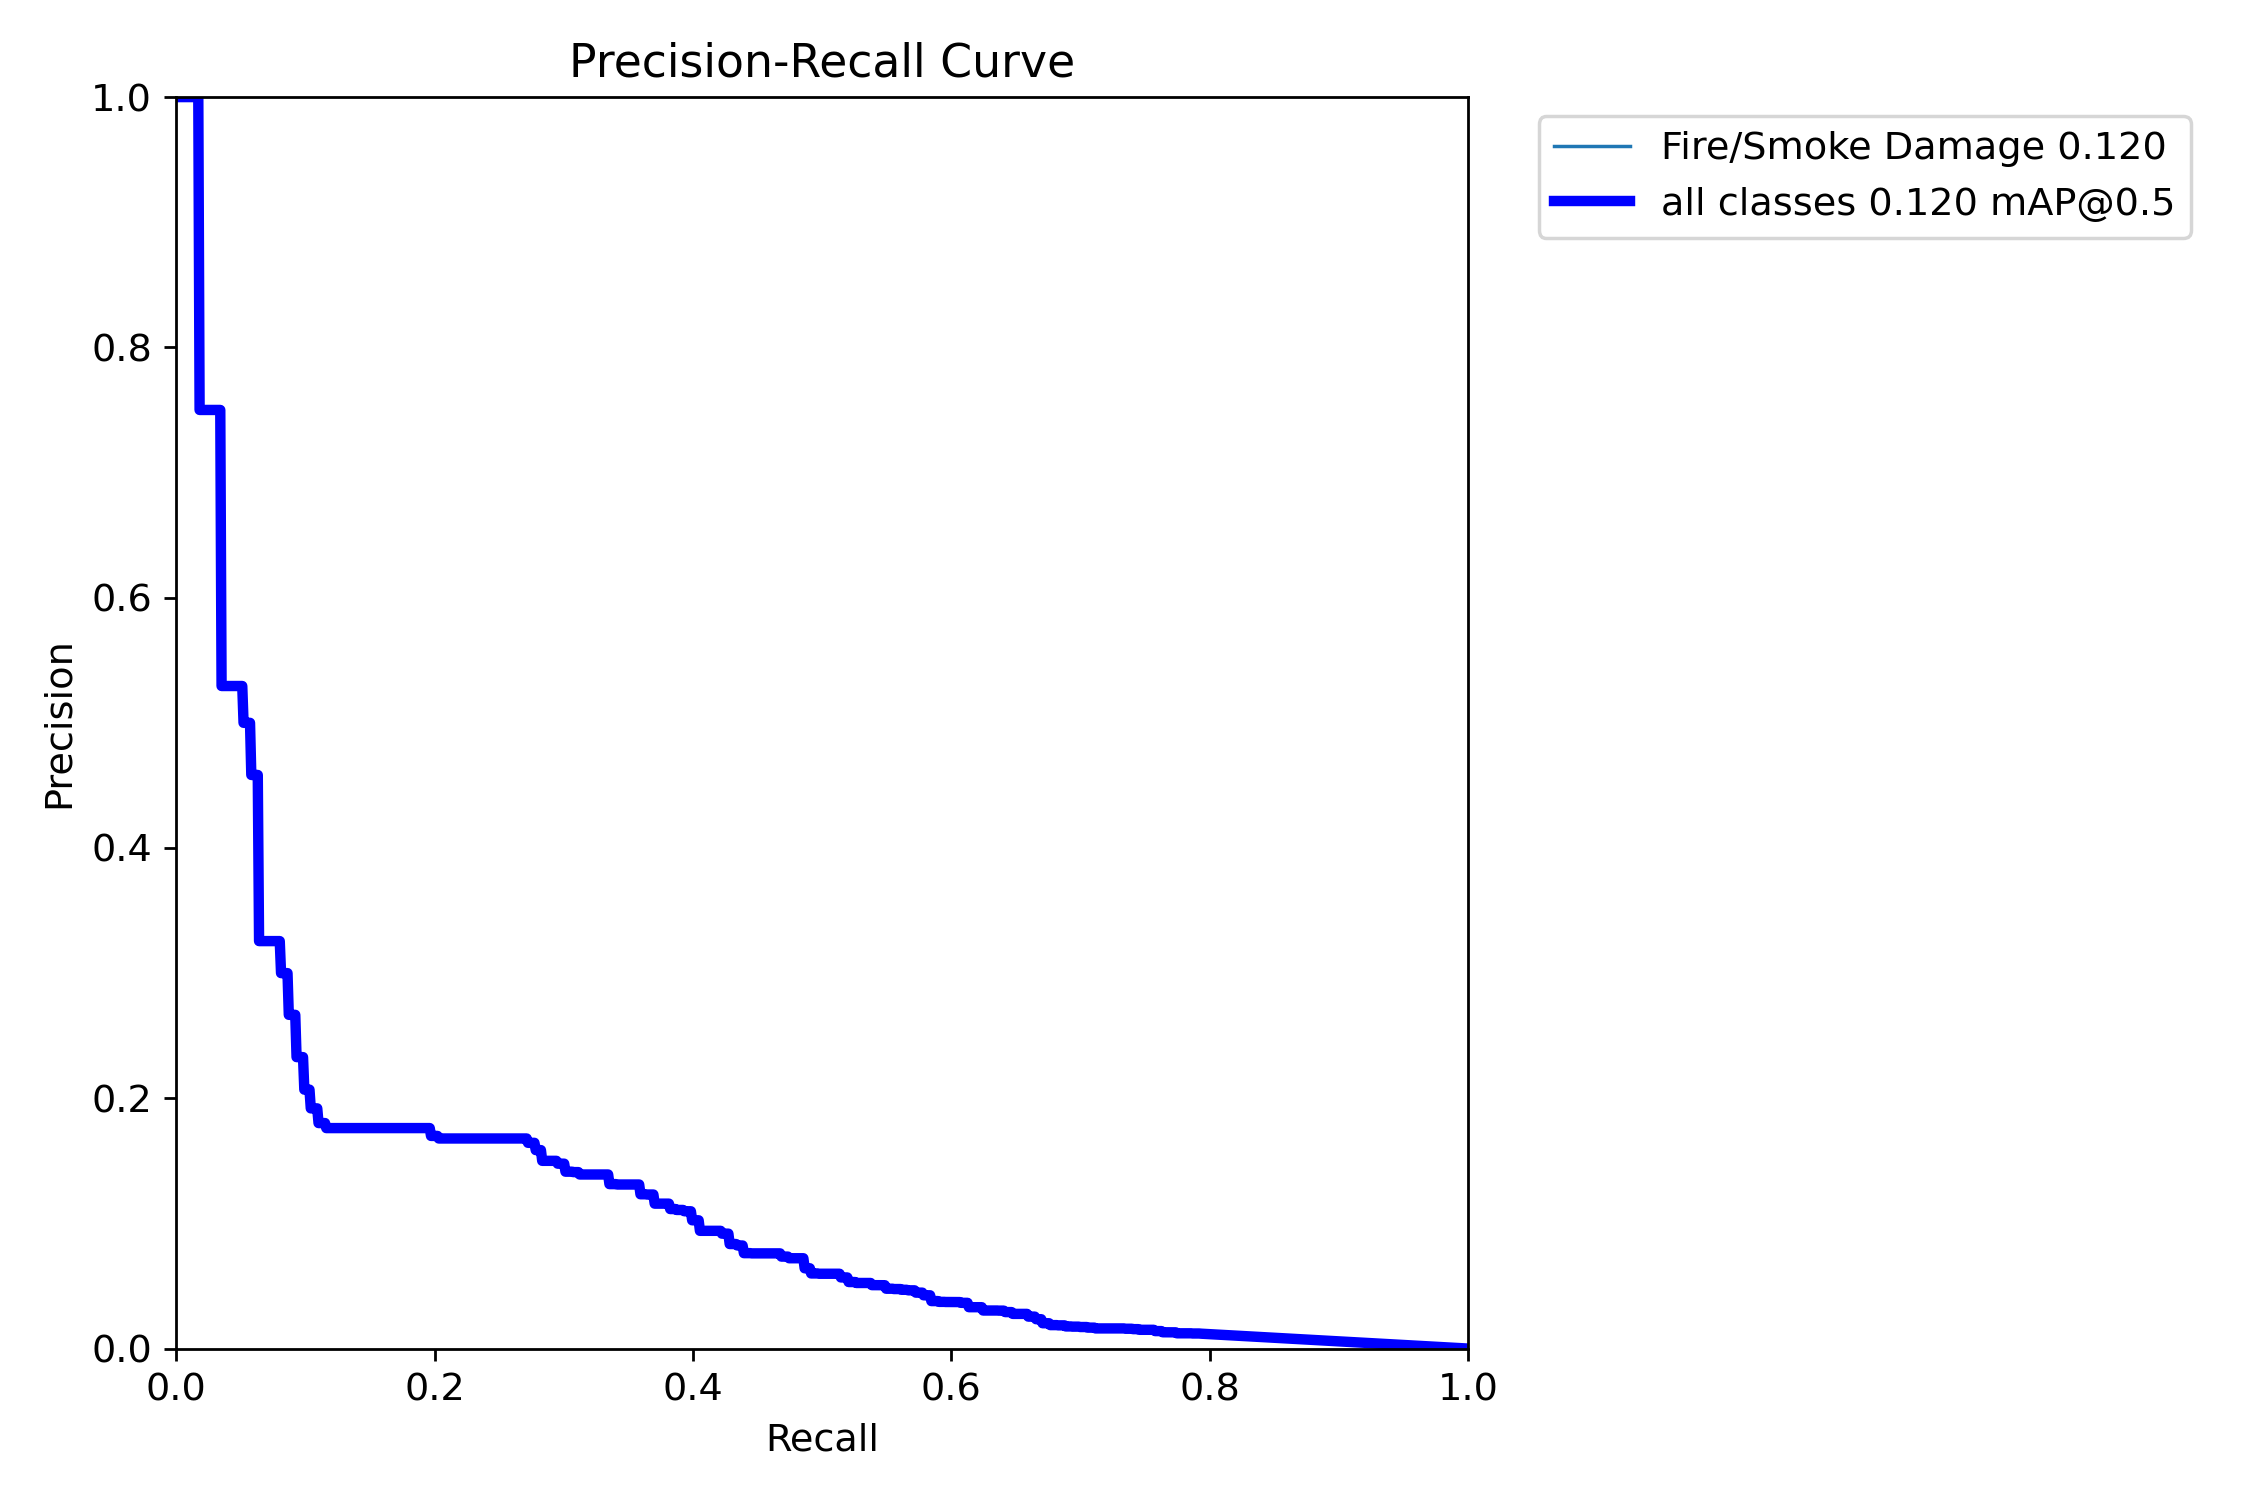 Precision-Recall Curve
Fire/Smoke Damage 0.120
all classes 0.120 mAP@0.5
Precision
1.0
0.8
0.6
0.4
0.2
0.0
0.0 0.2 0.4 0.6 0.8 1.0
Recall